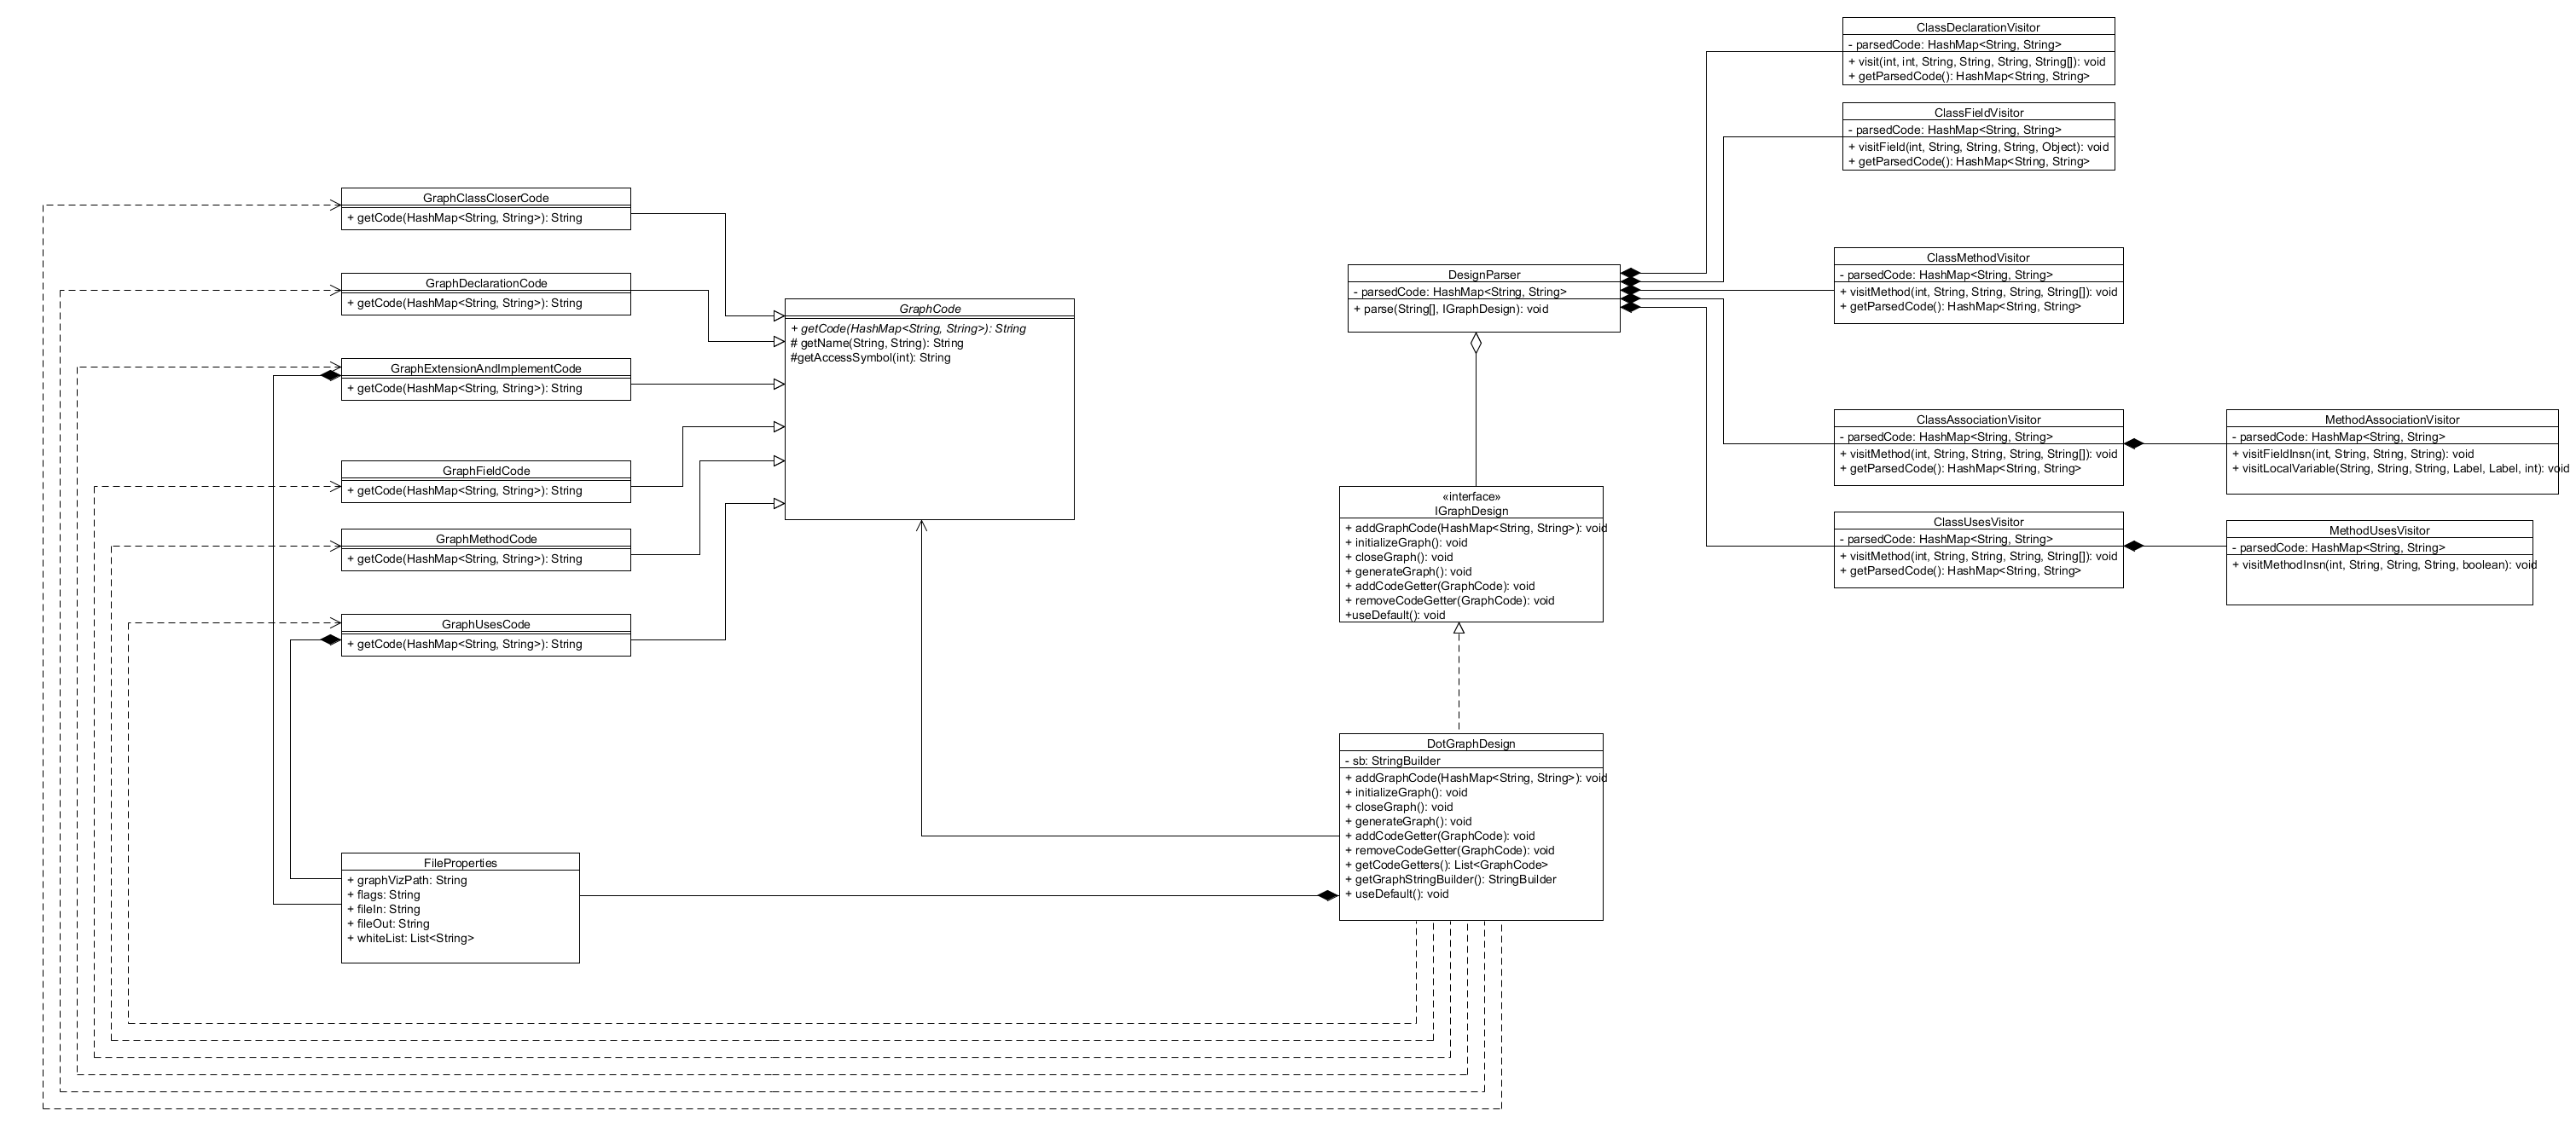 ClassDeclarationVisitor
- parsedCode: HashMap<String, String>
+ visit(int, int, String, String, String, String[]): void
+ getParsedCode(): HashMap<String, String>
ClassFieldVisitor
- parsedCode: HashMap<String, String>
+ visitField(int, String, String, String, Object): void
+ getParsedCode(): HashMap<String, String>
GraphClassCloserCode
+ getCode(HashMap<String, String>): String
GraphDeclarationCode
+ getCode(HashMap<String, String>): String
GraphExtensionAndImplementCode
+ getCode(HashMap<String, String>): String
GraphFieldCode
+ getCode(HashMap<String, String>): String
GraphMethodCode
+ getCode(HashMap<String, String>): String
GraphUsesCode
+ getCode(HashMap<String, String>): String
GraphCode
+ getCode(HashMap<String, String>): String
# getName(String, String): String
#getAccessSymbol(int): String
DesignParser
- parsedCode: HashMap<String, String>
+ parse(String[], IGraphDesign): void
ClassMethodVisitor
- parsedCode: HashMap<String, String>
+ visitMethod(int, String, String, String, String[]): void
+ getParsedCode(): HashMap<String, String>
ClassAssociationVisitor
- parsedCode: HashMap<String, String>
+ visitMethod(int, String, String, String, String[]): void
+ getParsedCode(): HashMap<String, String>
MethodAssociationVisitor
- parsedCode: HashMap<String, String>
+ visitFieldInsn(int, String, String, String): void
+ visitLocalVariable(String, String, String, Label, Label, int): void
ClassUsesVisitor
- parsedCode: HashMap<String, String>
+ visitMethod(int, String, String, String, String[]): void
+ getParsedCode(): HashMap<String, String>
MethodUsesVisitor
- parsedCode: HashMap<String, String>
+ visitMethodInsn(int, String, String, String, boolean): void
«interface»
IGraphDesign
+ addGraphCode(HashMap<String, String>): void
+ initializeGraph(): void
+ closeGraph(): void
+ generateGraph(): void
+ addCodeGetter(GraphCode): void
+ removeCodeGetter(GraphCode): void
+useDefault(): void
DotGraphDesign
- sb: StringBuilder
+ addGraphCode(HashMap<String, String>): void
+ initializeGraph(): void
+ closeGraph(): void
+ generateGraph(): void
+ addCodeGetter(GraphCode): void
+ removeCodeGetter(GraphCode): void
+ getCodeGetters(): List<GraphCode>
+ getGraphStringBuilder(): StringBuilder
+ useDefault(): void
FileProperties
+ graphVizPath: String
+ flags: String
+ fileIn: String
+ fileOut: String
+ whiteList: List<String>